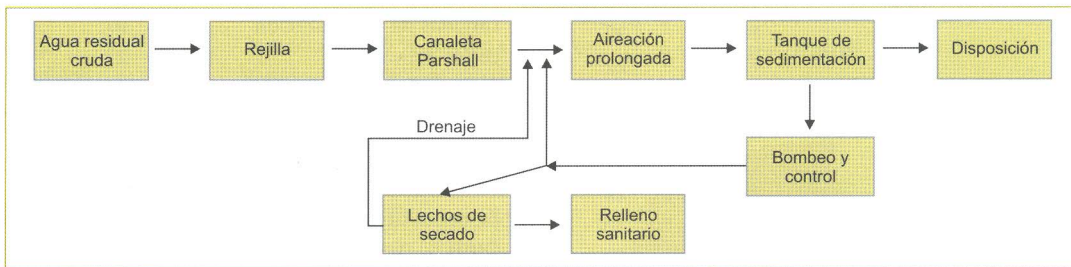 Agua residual
cruda
Rejilla
Canaleta
Parshall
Aireación
prolongada
Tanque de
sedimentación
Disposición
Drenaje
Bombeo y
control
Lechos de
secado
Relleno
sanitario